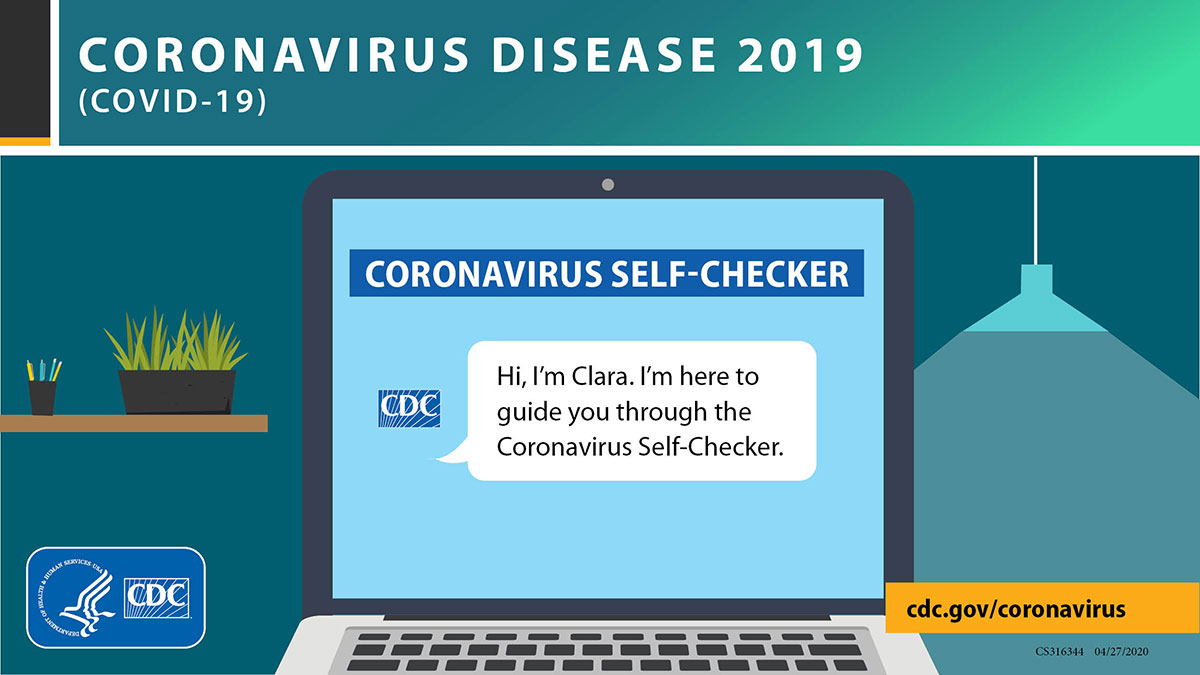 CORONAVIRUS DISEASE 2019
(COVID-19)
CORONAVIRUS SELF-CHECKER
CDC
Hi, I’m Clara. I’m here to
guide you through the
Coronavirus Self-Checker.
DEPARTMENT OF HEALTH & HUMAN SERVICES·USA
CDC
cdc.gov/coronavirus
CS316344 04/27/2020